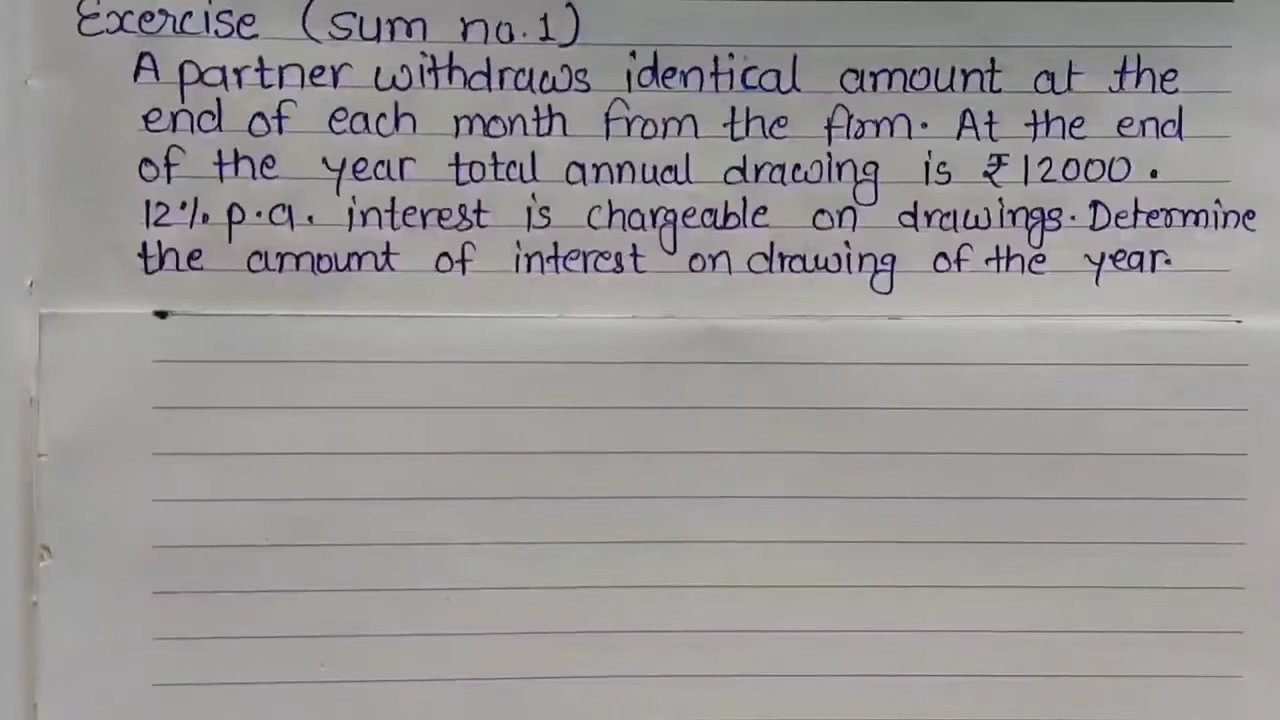 Exercise (sum no.1)
A partner withdraws identical amount at the
end of each month from the firm. At the end
of the year total annual drawing is ₹12000.
12% p.a. interest is chargeable on drawings. Determine
the amount of interest on drawing of the year.